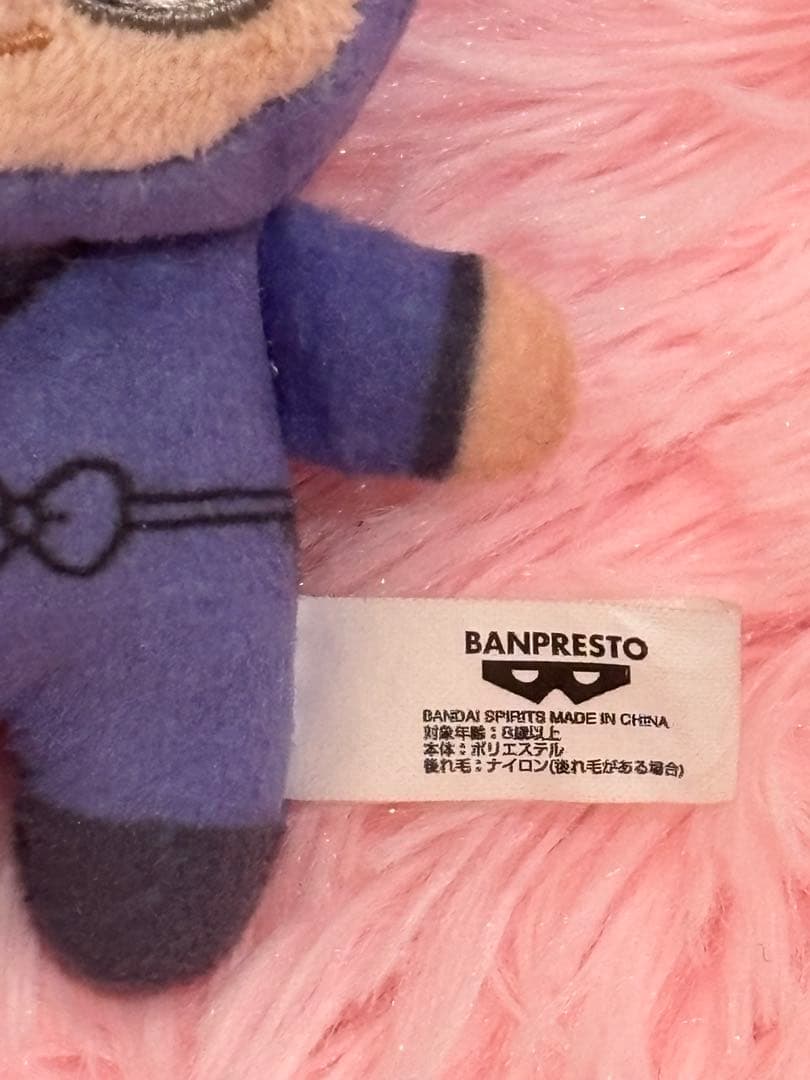 BANPRESTO
BANDAI SPIRITS MADE IN CHINA
対象年齢：8歳以上
本体：ポリエステル
後れ毛：ナイロン(後れ毛がある場合)